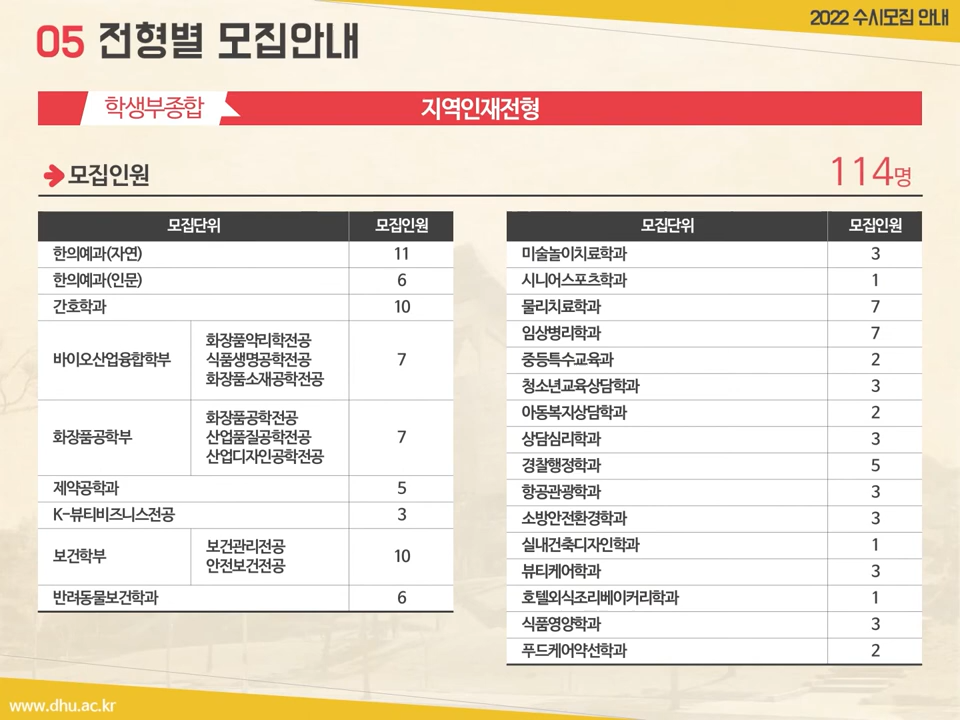 2022 수시모집 안내
05 전형별 모집안내
학생부종합 지역인재전형
모집인원 114명
모집단위 모집인원
한의예과(자연) 11
한의예과(인문) 6
간호학과 10
바이오산업융합학부 화장품약리학전공 7
식품생명공학전공
화장품소재공학전공
화장품공학부 화장품공학전공 7
산업품질공학전공
산업디자인공학전공
제약공학과 5
K-뷰티비즈니스전공 3
보건학부 보건관리전공 10
안전보건전공
반려동물보건학과 6
모집단위 모집인원
미술놀이치료학과 3
시니어스포츠학과 1
물리치료학과 7
임상병리학과 7
중등특수교육과 2
청소년교육상담학과 3
아동복지상담학과 2
상담심리학과 3
경찰행정학과 5
항공관광학과 3
소방안전환경학과 3
실내건축디자인학과 1
뷰티케어학과 3
호텔외식조리베이커리학과 1
식품영양학과 3
푸드케어약선학과 2
www.dhu.ac.kr